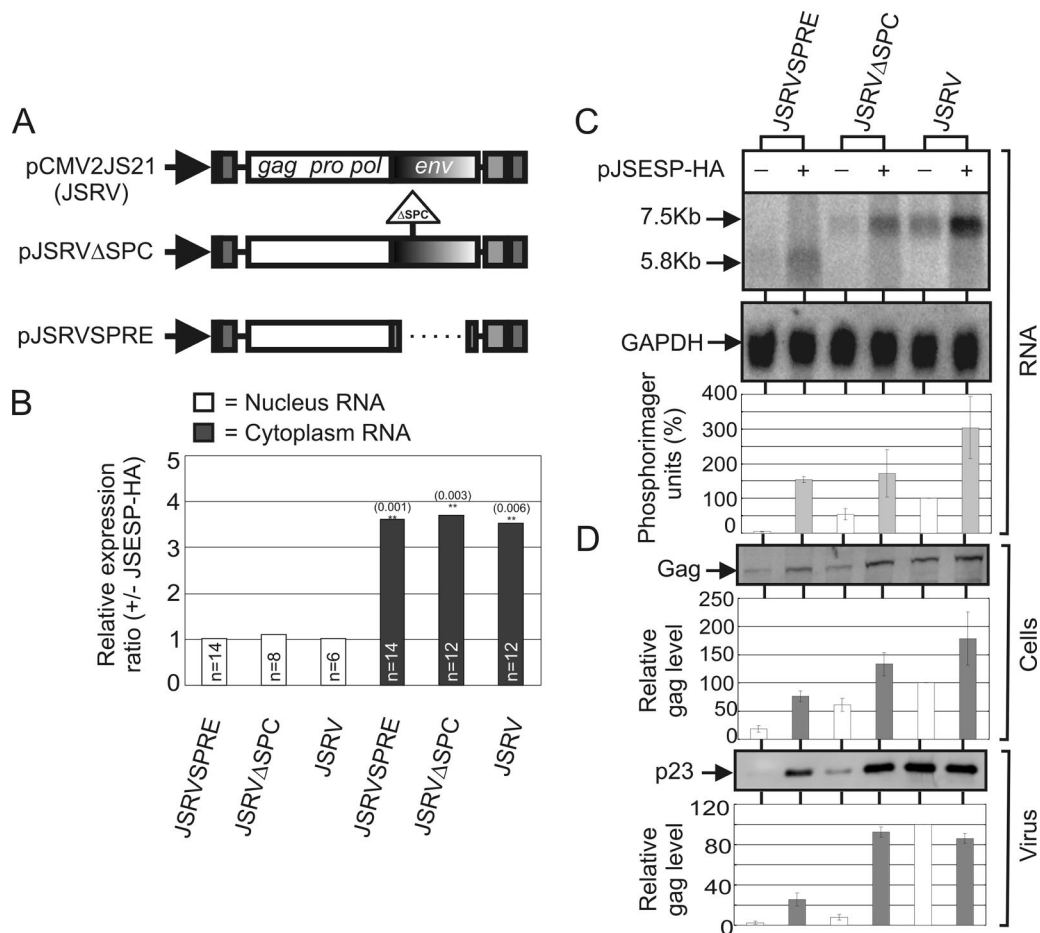 A
pCMV2JS21
(JSRV)
gag pro pol env
ΔSPC
pJSRVΔSPC
pJSRVSPRE
B
= Nucleus RNA
= Cytoplasm RNA
Relative expression
ratio (+/- JSESP-HA)
5
4
3
2
1
0
(0.001)
**
(0.003)
**
(0.006)
**
n=14
n=8
n=6
n=14
n=12
n=12
JSRVSPRE
JSRVΔSPC
JSRV
JSRVSPRE
JSRVΔSPC
JSRV
C
JSRVSPRE
JSRVΔSPC
JSRV
pJSESP-HA
– + – + – +
7.5Kb
5.8Kb
GAPDH
RNA
Phosphorimager
units (%)
400
300
200
100
0
D
Gag
Relative
gag level
250
200
150
100
50
0
Cells
p23
Relative
gag level
120
80
40
0
Virus